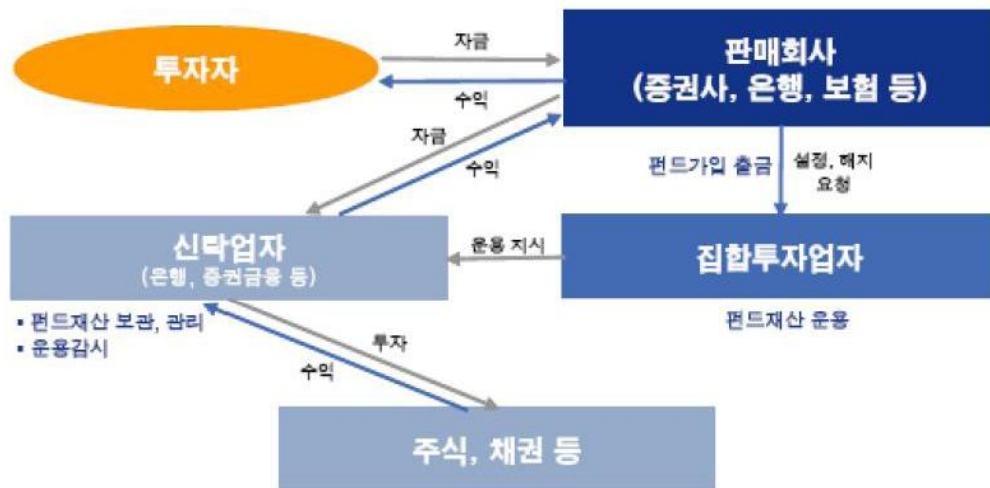 투자자
자금
수익
판매회사
(증권사, 은행, 보험 등)
자금
수익
펀드가입 출금
설정, 해지
요청
신탁업자
(은행, 증권금융 등)
운용 지시
집합투자업자
▪ 펀드재산 보관, 관리
▪ 운용감시
펀드재산 운용
투자
수익
주식, 채권 등